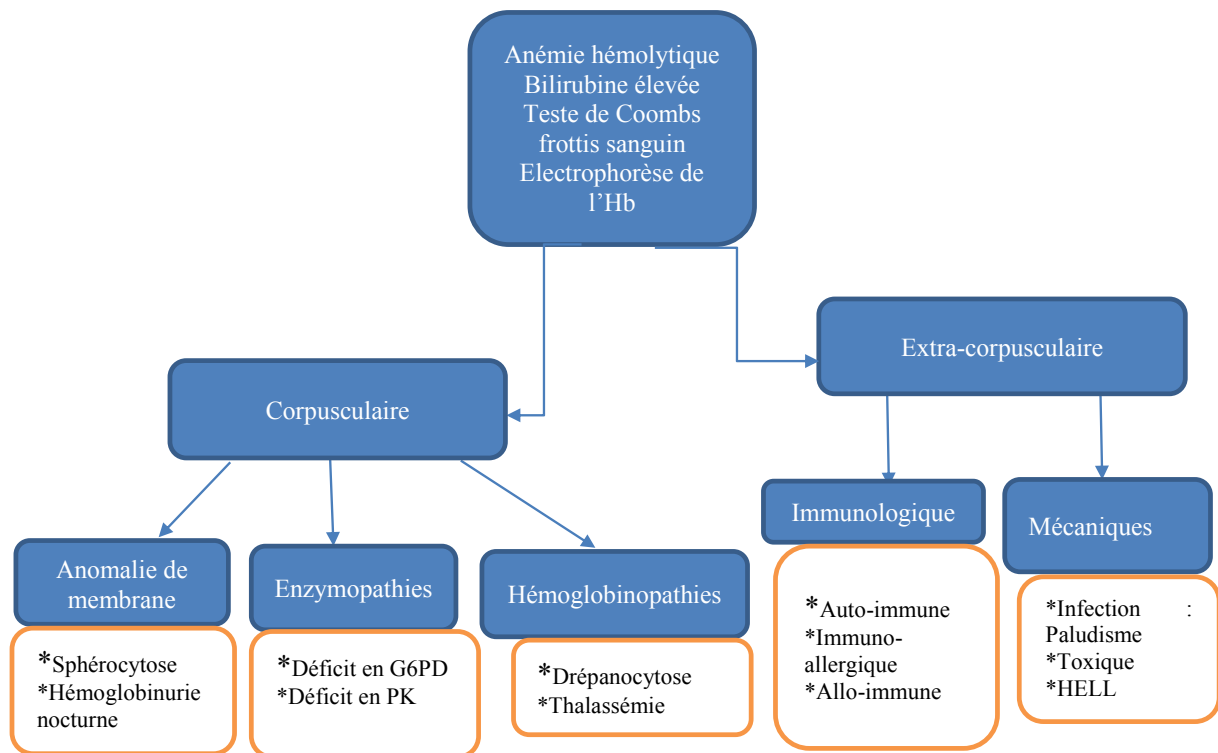 Anémie hémolytique
Bilirubine élevée
Teste de Coombs
frottis sanguin
Electrophorèse de
l’Hb
Extra-corpusculaire
Corpusculaire
Immunologique
Mécaniques
Anomalie de
membrane
Enzymopathies
Hémoglobinopathies
*Sphérocytose
*Hémoglobinurie
nocturne
*Déficit en G6PD
*Déficit en PK
*Drépanocytose
*Thalassémie
*Auto-immune
*Immuno-
allergique
*Allo-immune
*Infection :
Paludisme
*Toxique
*HELL